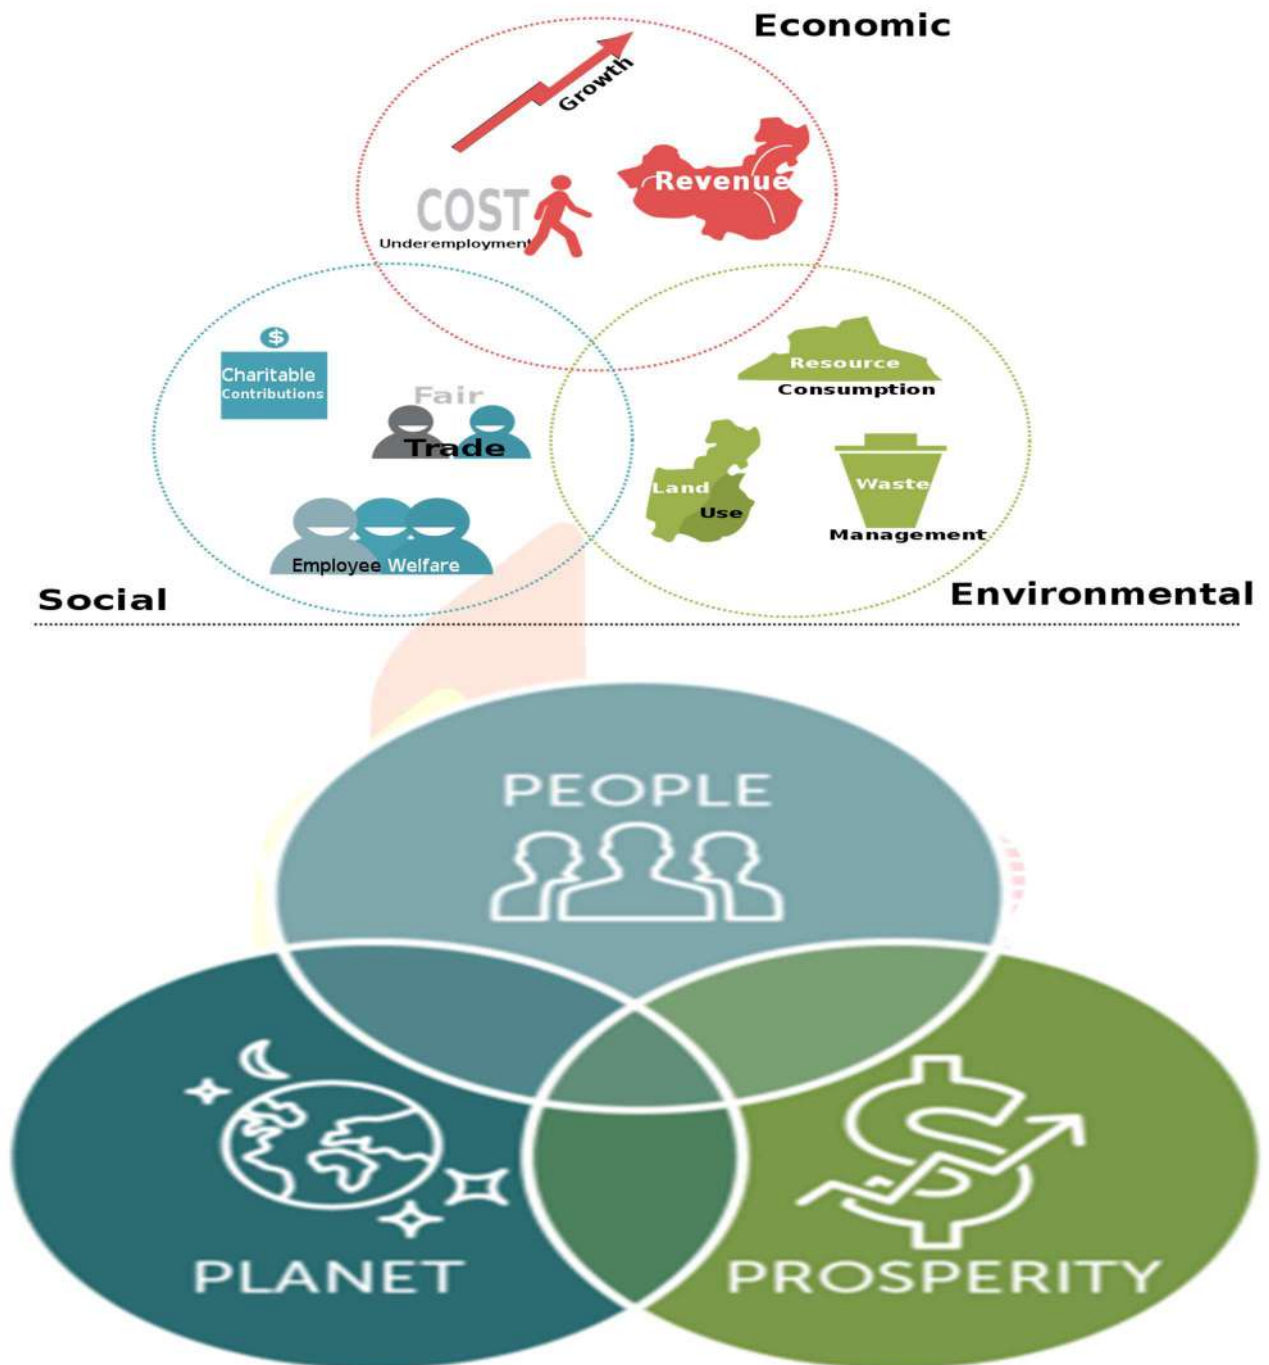 Economic
Growth
Revenue
COST
Underemployment
$
Charitable
Contributions
Fair
Trade
Employee Welfare
Social
Resource
Consumption
Land
Use
Waste
Management
Environmental
PEOPLE
PLANET
$
PROSPERITY